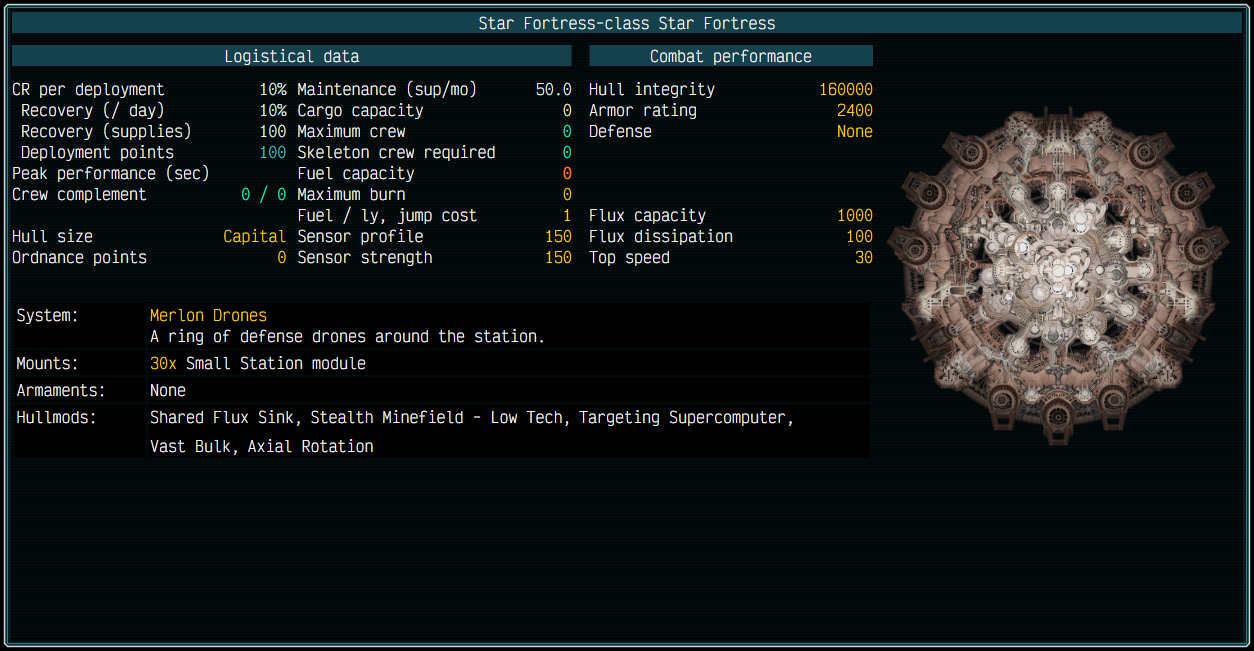 Star Fortress-class Star Fortress
Logistical data
CR per deployment 10% Maintenance (sup/mo) 50.0
Recovery (/ day) 10% Cargo capacity 0
Recovery (supplies) 100 Maximum crew 0
Deployment points 100 Skeleton crew required 0
Peak performance (sec) Fuel capacity 0
Crew complement 0 / 0 Maximum burn 0
Fuel / ly, jump cost 1
Hull size Capital Sensor profile 150
Ordnance points 0 Sensor strength 150
Combat performance
Hull integrity 160000
Armor rating 2400
Defense None
Flux capacity 1000
Flux dissipation 100
Top speed 30
System: Merlon Drones
A ring of defense drones around the station.
Mounts: 30x Small Station module
Armaments: None
Hullmods: Shared Flux Sink, Stealth Minefield - Low Tech, Targeting Supercomputer,
Vast Bulk, Axial Rotation